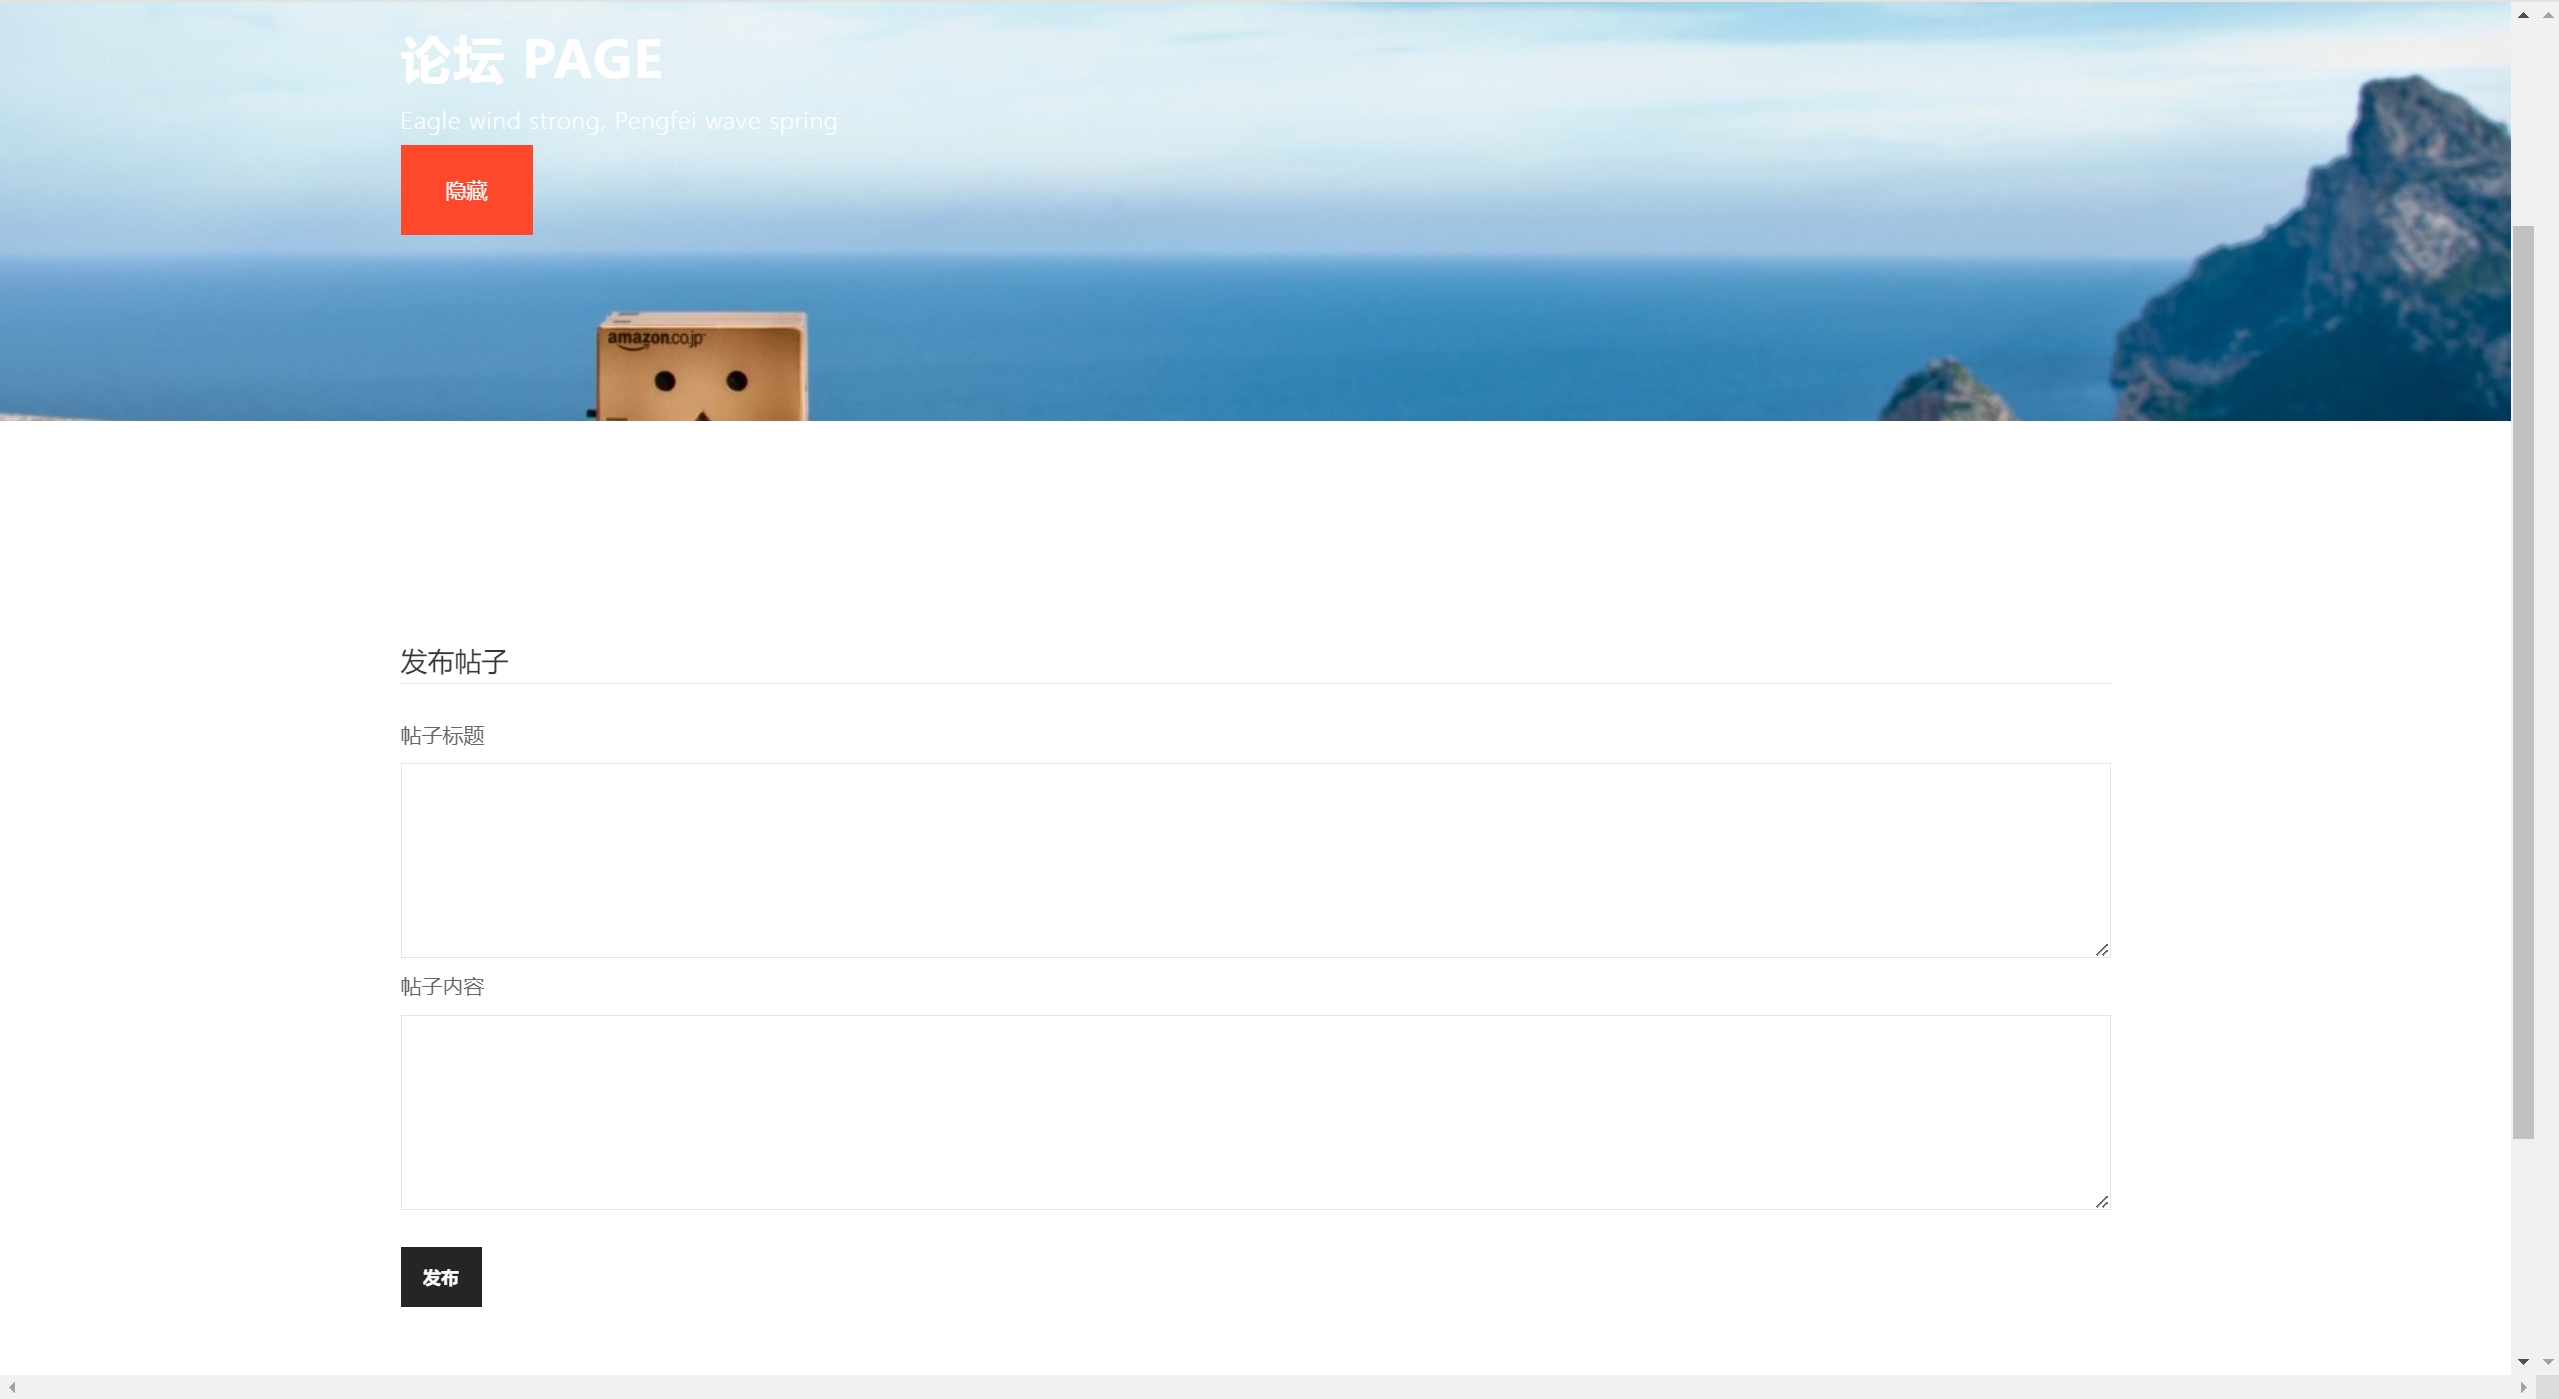 论坛 PAGE
Eagle wind strong, Pengfei wave spring
隐藏
amazon.co.jp
发布帖子
帖子标题
帖子内容
发布